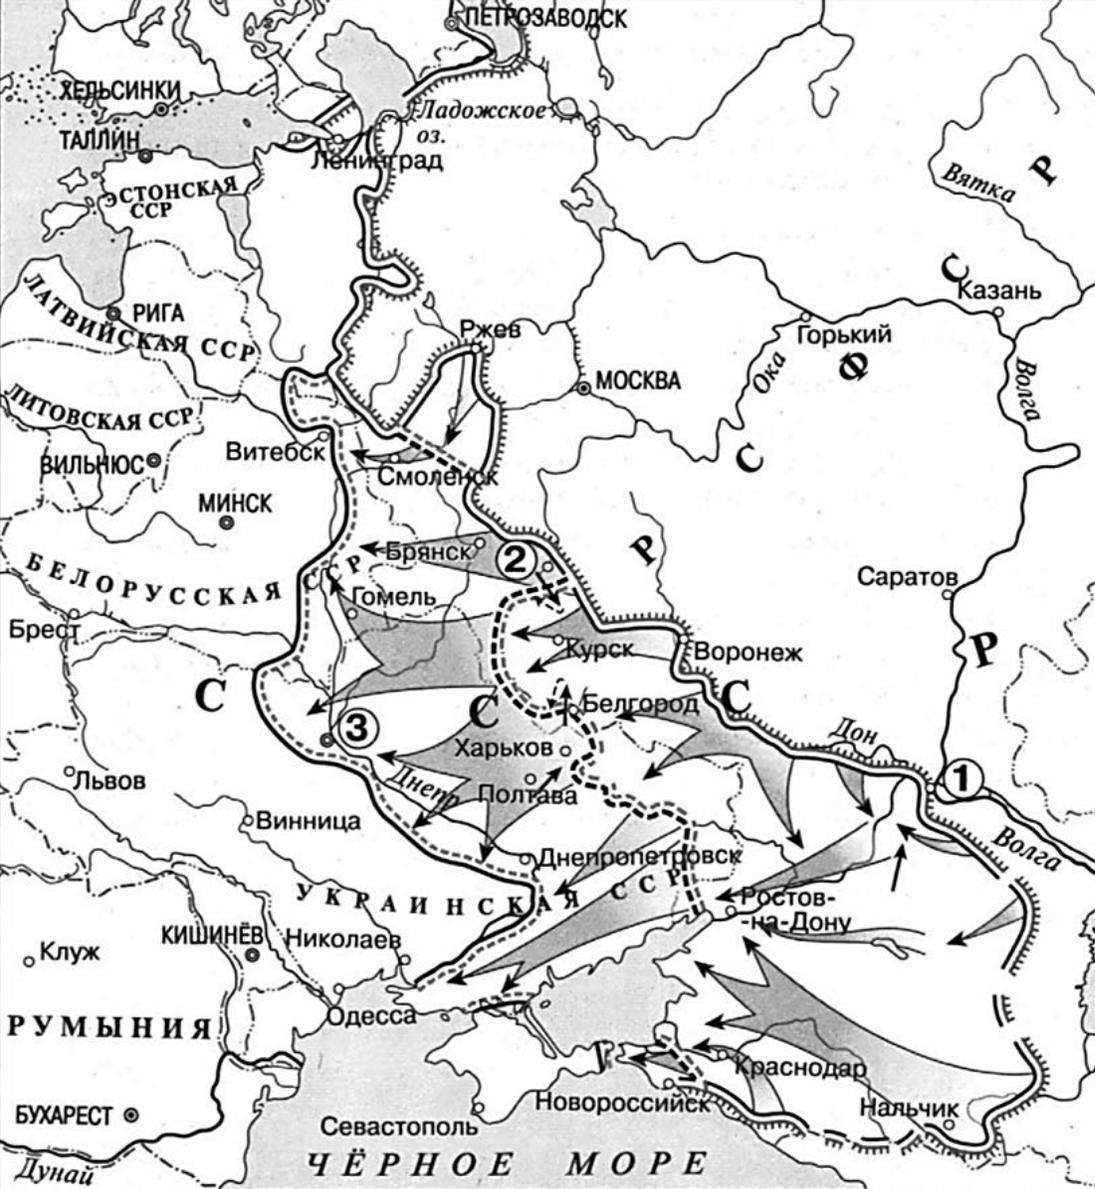 ПЕТРОЗАВОДСК
ХЕЛЬСИНКИ
Ладожское
оз.
ТАЛЛИН
Ленинград
ЭСТОНСКАЯ
ССР
Вятка
Р
С
Казань
РИГА
ЛАТВИЙСКАЯ ССР
Ржев
Горький
Ф
МОСКВА
Ока
Волга
ЛИТОВСКАЯ ССР
Витебск
С
ВИЛЬНЮС
Смоленск
МИНСК
Брянск
2
Р
БЕЛОРУССКАЯ ССР
Саратов
Гомель
Брест
Курск
Воронеж
Р
С
С
С
Белгород
3
Харьков
Дон
Львов
Днепр
Полтава
1
Винница
Волга
Днепропетровск
УКРАИНСКАЯ ССР
Ростов-
-на-Дону
КИШИНЁВ
Николаев
Клуж
Одесса
РУМЫНИЯ
Краснодар
БУХАРЕСТ
Новороссийск
Нальчик
Севастополь
ЧЁРНОЕ МОРЕ
Дунай